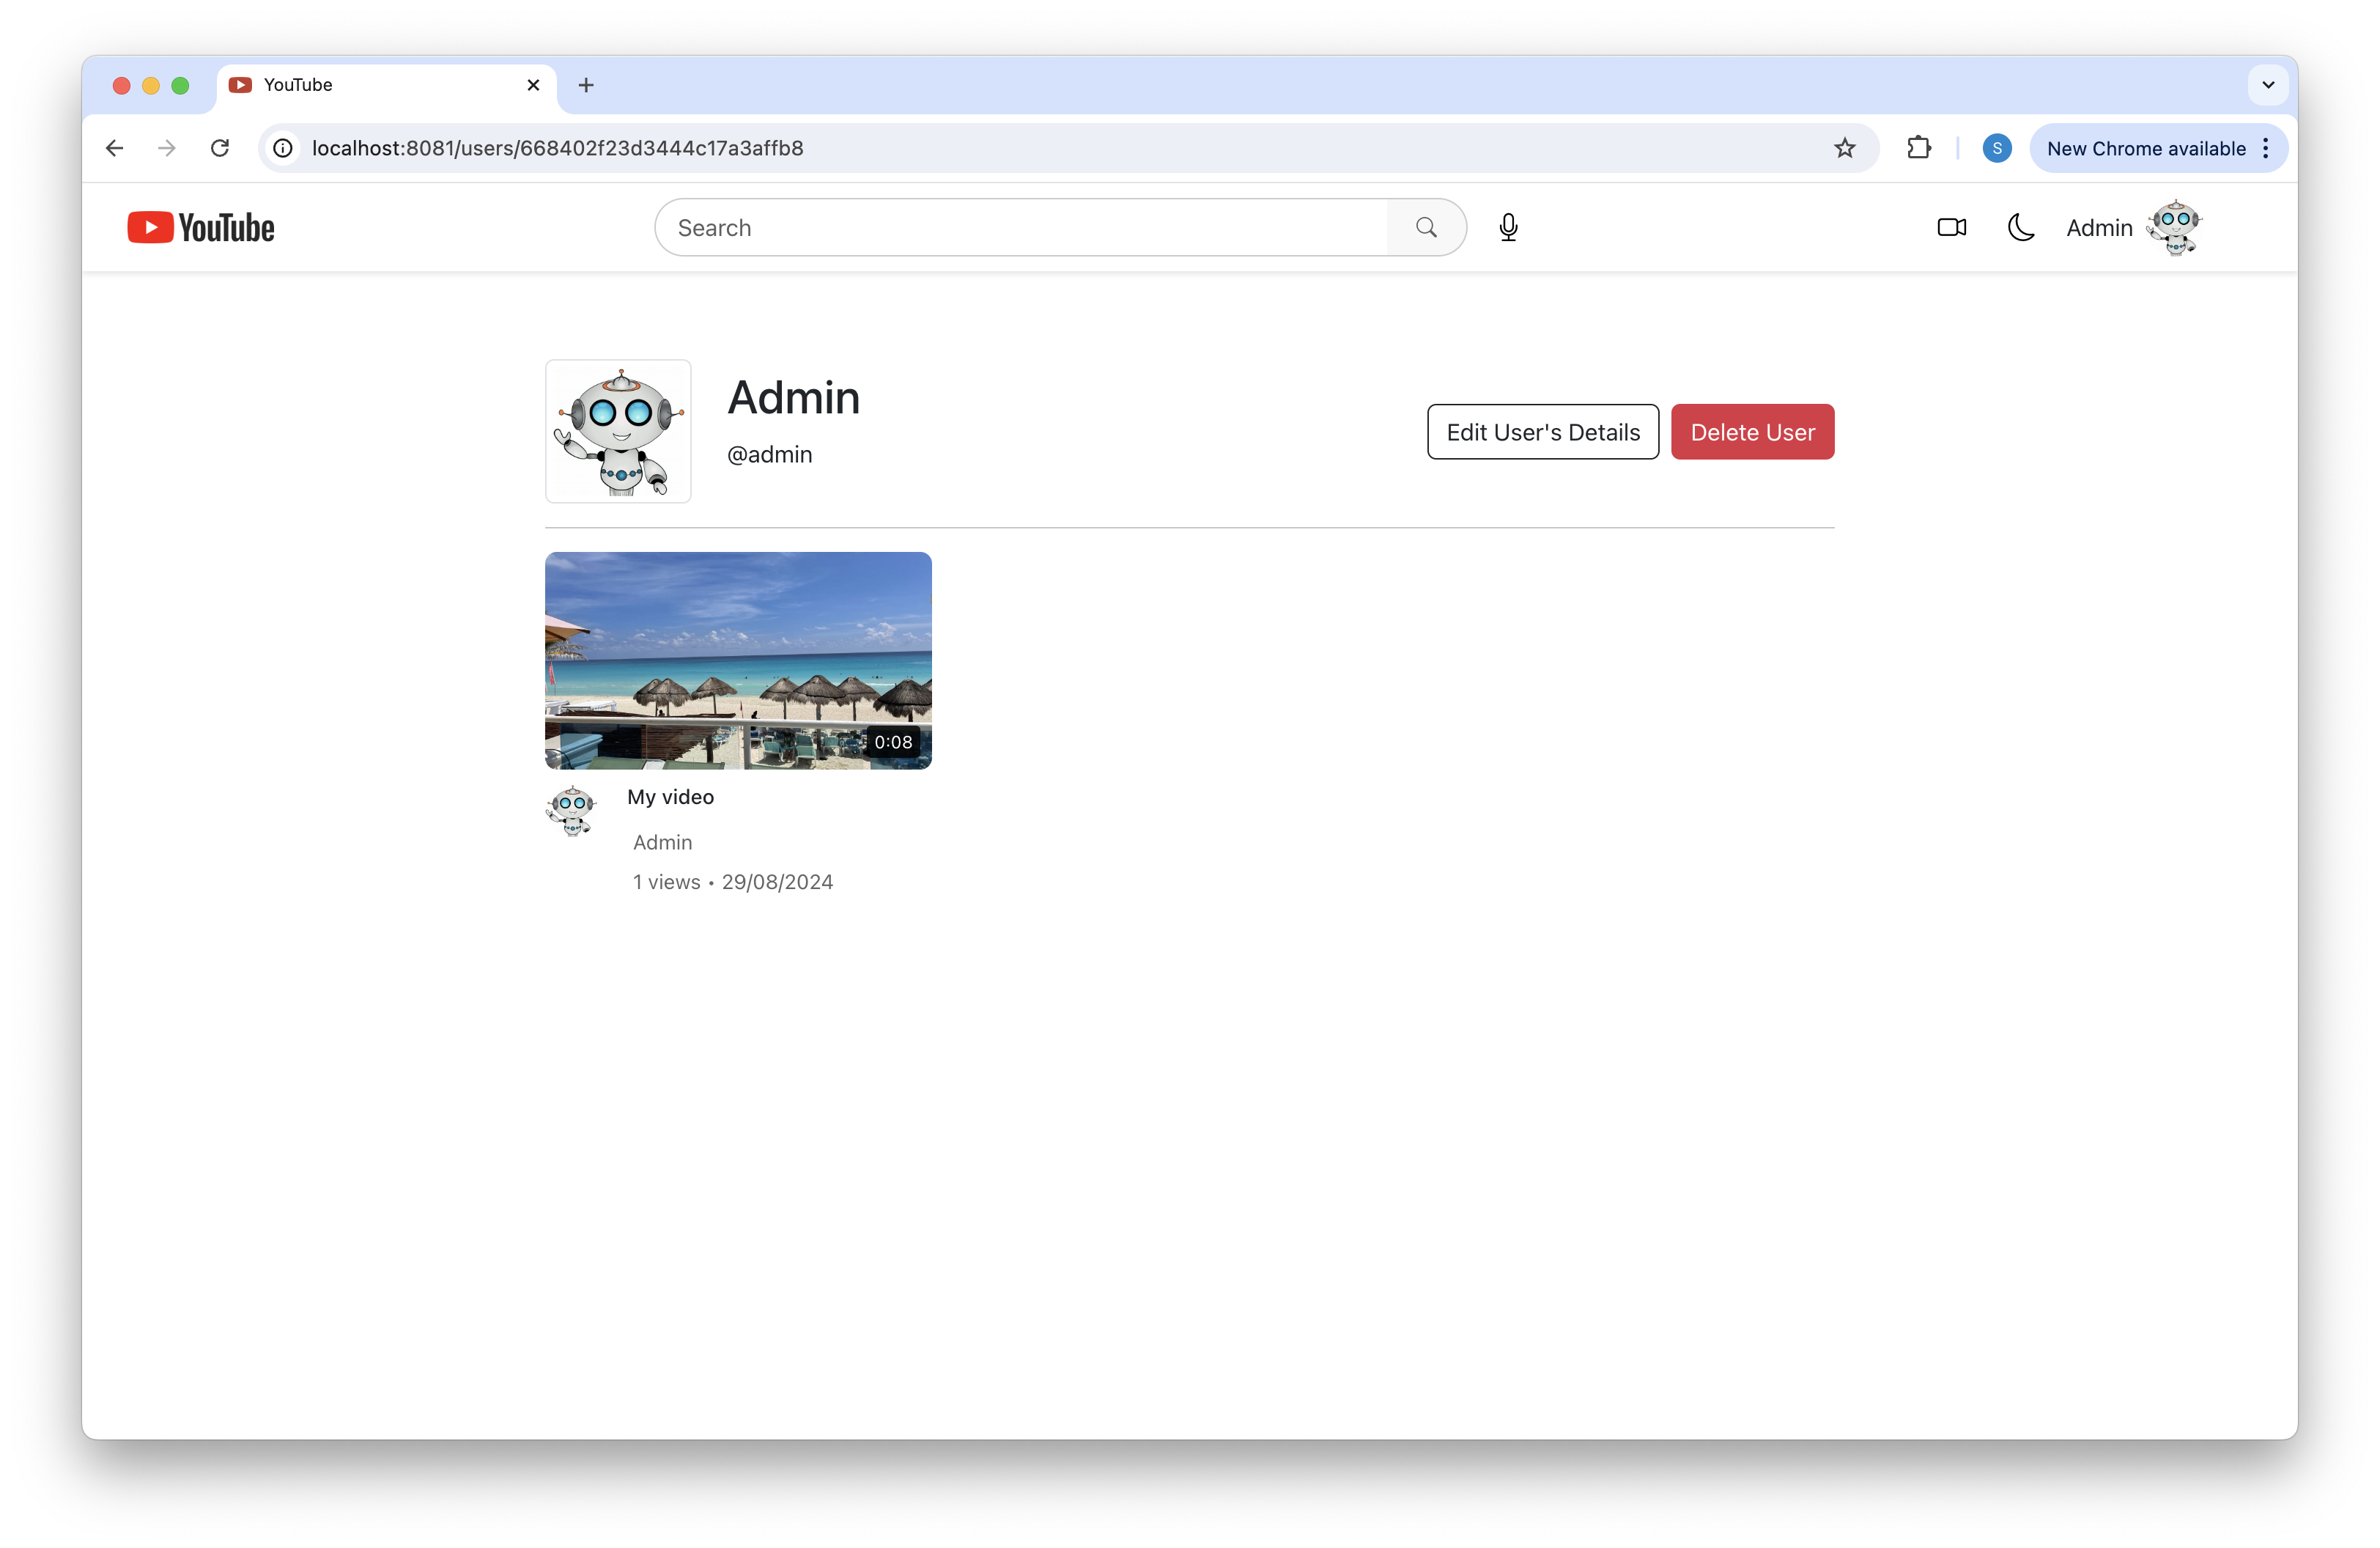 YouTube
localhost:8081/users/668402f23d3444c17a3affb8
S
New Chrome available
YouTube
Search
Admin
Admin
@admin
Edit User's Details
Delete User
0:08
My video
Admin
1 views • 29/08/2024